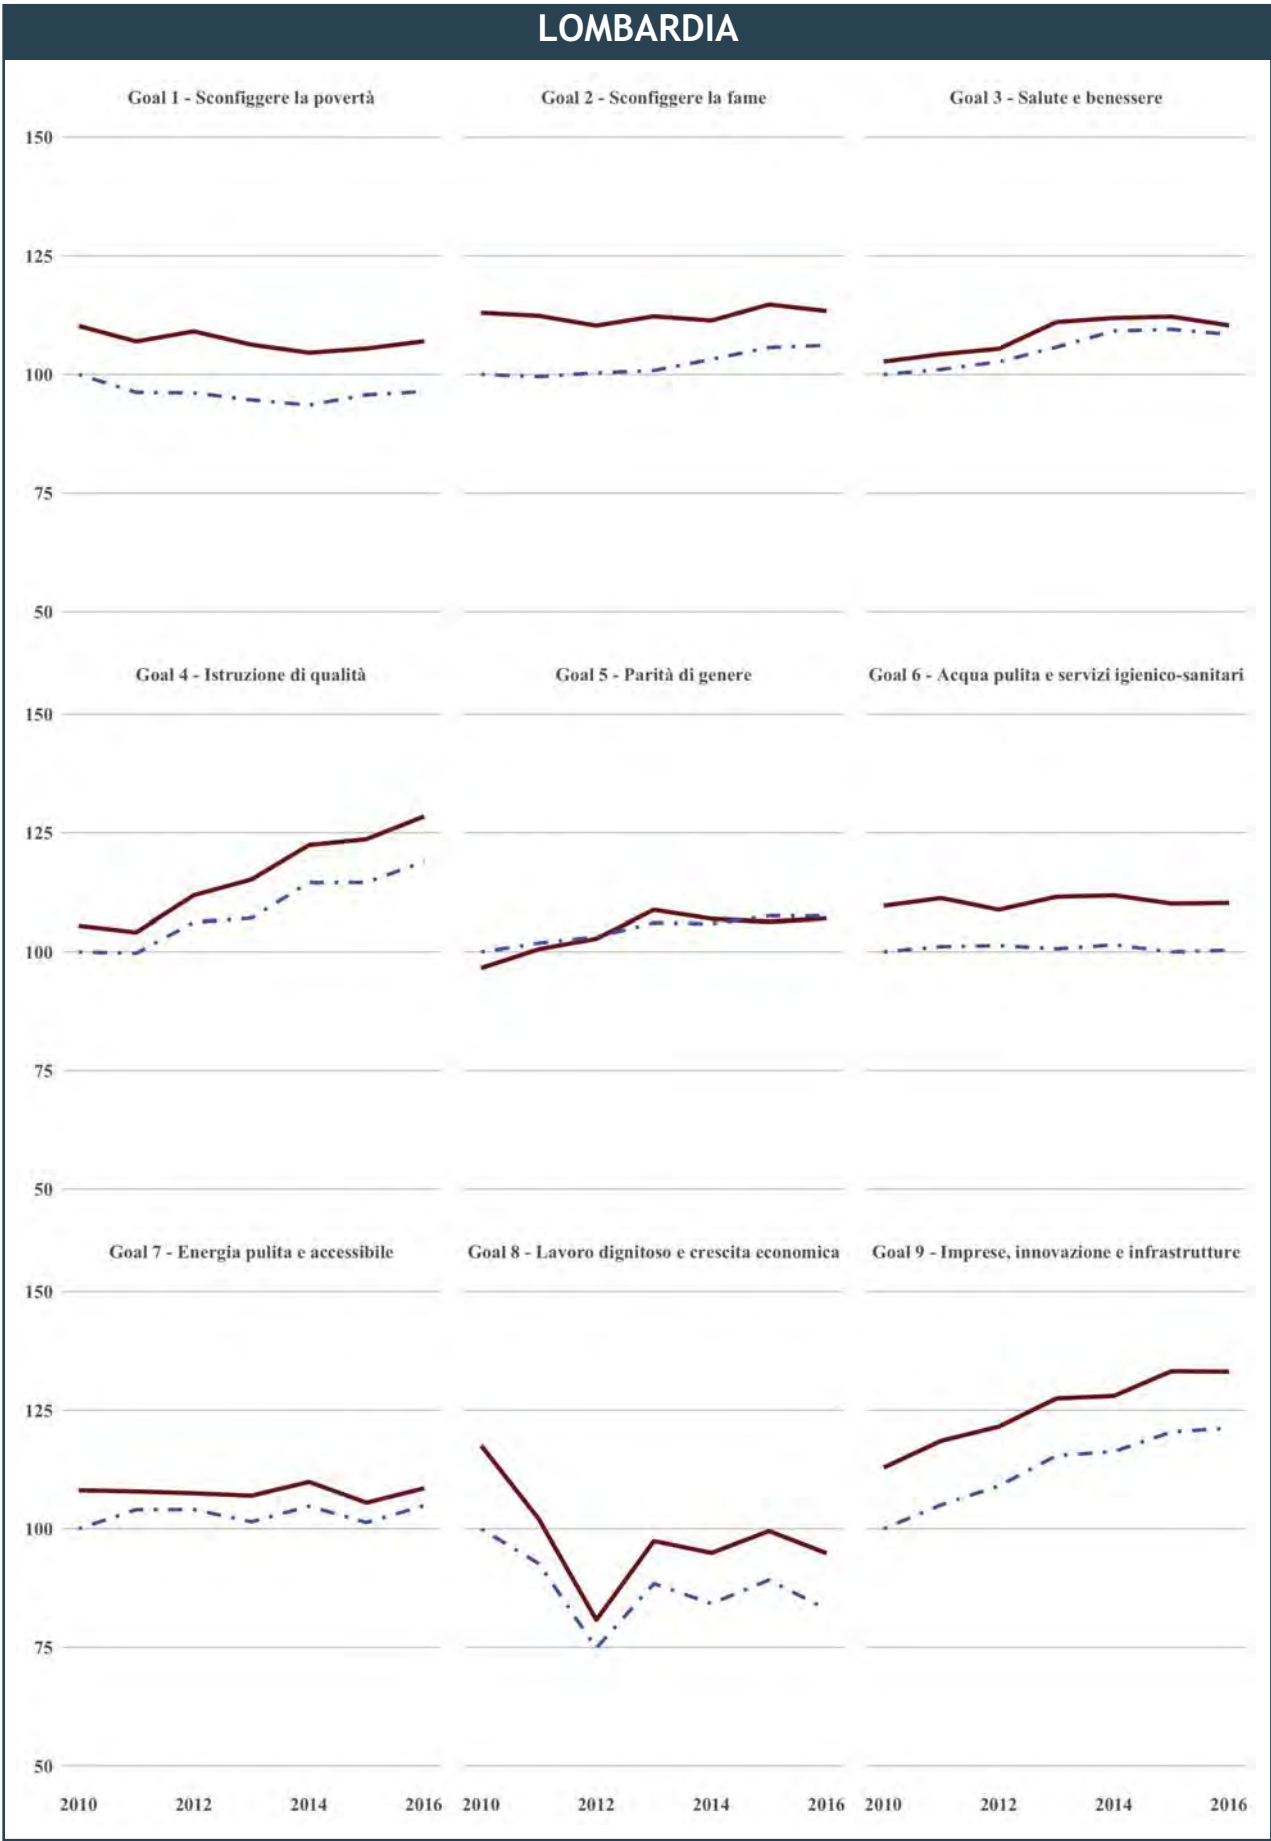 LOMBARDIA
Goal 1 - Sconfiggere la povertà
Goal 2 - Sconfiggere la fame
Goal 3 - Salute e benessere
150
125
100
75
50
Goal 4 - Istruzione di qualità
Goal 5 - Parità di genere
Goal 6 - Acqua pulita e servizi igienico-sanitari
150
125
100
75
50
Goal 7 - Energia pulita e accessibile
Goal 8 - Lavoro dignitoso e crescita economica
Goal 9 - Imprese, innovazione e infrastrutture
150
125
100
75
50
2010 2012 2014 2016
2010 2012 2014 2016
2010 2012 2014 2016